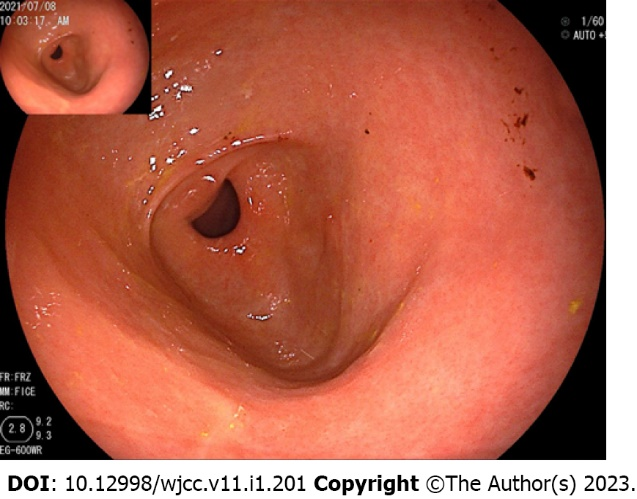 2021/07/08
10:03:17 AM
1/60
AUTO +
FR:FRZ
MM:FICE
RC:
2.8
9.2
9.3
EG-600WR
DOI: 10.12998/wjcc.v11.i1.201 Copyright ©The Author(s) 2023.